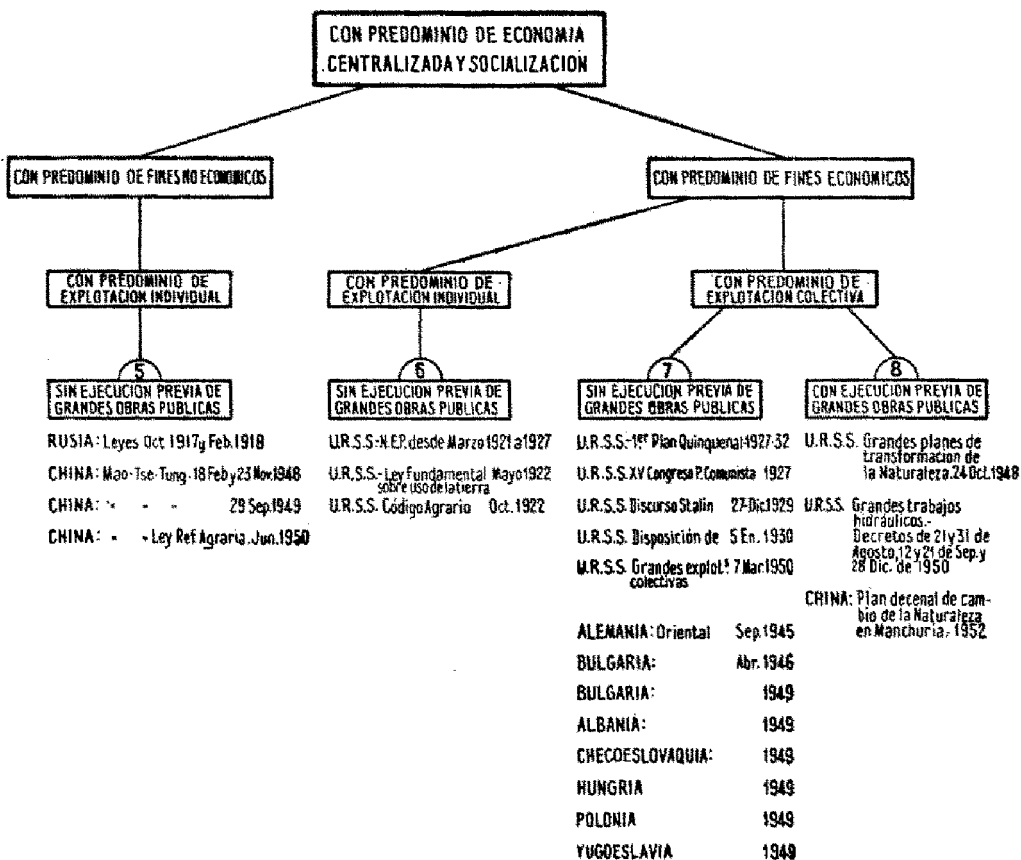 CON PREDOMINIO DE ECONOMIA
CENTRALIZADA Y SOCIALIZACION
CON PREDOMINIO DE FINES NO ECONOMICOS
CON PREDOMINIO DE FINES ECONOMICOS
CON PREDOMINIO DE
EXPLOTACION INDIVIDUAL
CON PREDOMINIO DE
EXPLOTACION INDIVIDUAL
CON PREDOMINIO DE
EXPLOTACION COLECTIVA
5
SIN EJECUCION PREVIA DE
GRANDES OBRAS PUBLICAS
RUSIA: Leyes Oct 1917 y Feb. 1918
CHINA: Mao-Tse-Tung-18 Feb y 23 Nov. 1948
CHINA: " " " 29 Sep. 1949
CHINA: " " Ley Ref Agraria. Jun. 1950
6
SIN EJECUCION PREVIA DE
GRANDES OBRAS PUBLICAS
U.R.S.S-N.E.P. desde Marzo 1921 a 1927
U.R.S.S.-Ley Fundamental Mayo 1922
sobre uso de la tierra
U.R.S.S. Código Agrario Oct. 1922
7
SIN EJECUCION PREVIA DE
GRANDES OBRAS PUBLICAS
U.R.S.S.-1er Plan Quinquenal-1927-32
U.R.S.S. XV Congreso P. Comunista 1927
U.R.S.S. Discurso Stalin 27-Dic 1929
U.R.S.S. Disposición de 5 En. 1930
U.R.S.S. Grandes explots 7 Mar. 1950
colectivas
ALEMANIA: Oriental Sep. 1945
BULGARIA: Abr. 1946
BULGARIA: 1949
ALBANIA: 1949
CHECOESLOVAQUIA: 1949
HUNGRIA 1949
POLONIA 1949
YUGOESLAVIA 1949
8
CON EJECUCION PREVIA DE
GRANDES OBRAS PUBLICAS
U.R.S.S. Grandes planes de
transformación de
la Naturaleza. 24 Oct. 1948
U.R.S.S. Grandes trabajos
hidráulicos.-
Decretos de 21 y 31 de
Agosto, 12 y 21 de Sep. y
28 Dic. de 1950
CHINA: Plan decenal de cam-
bio de la Naturaleza
en Manchuria, 1952